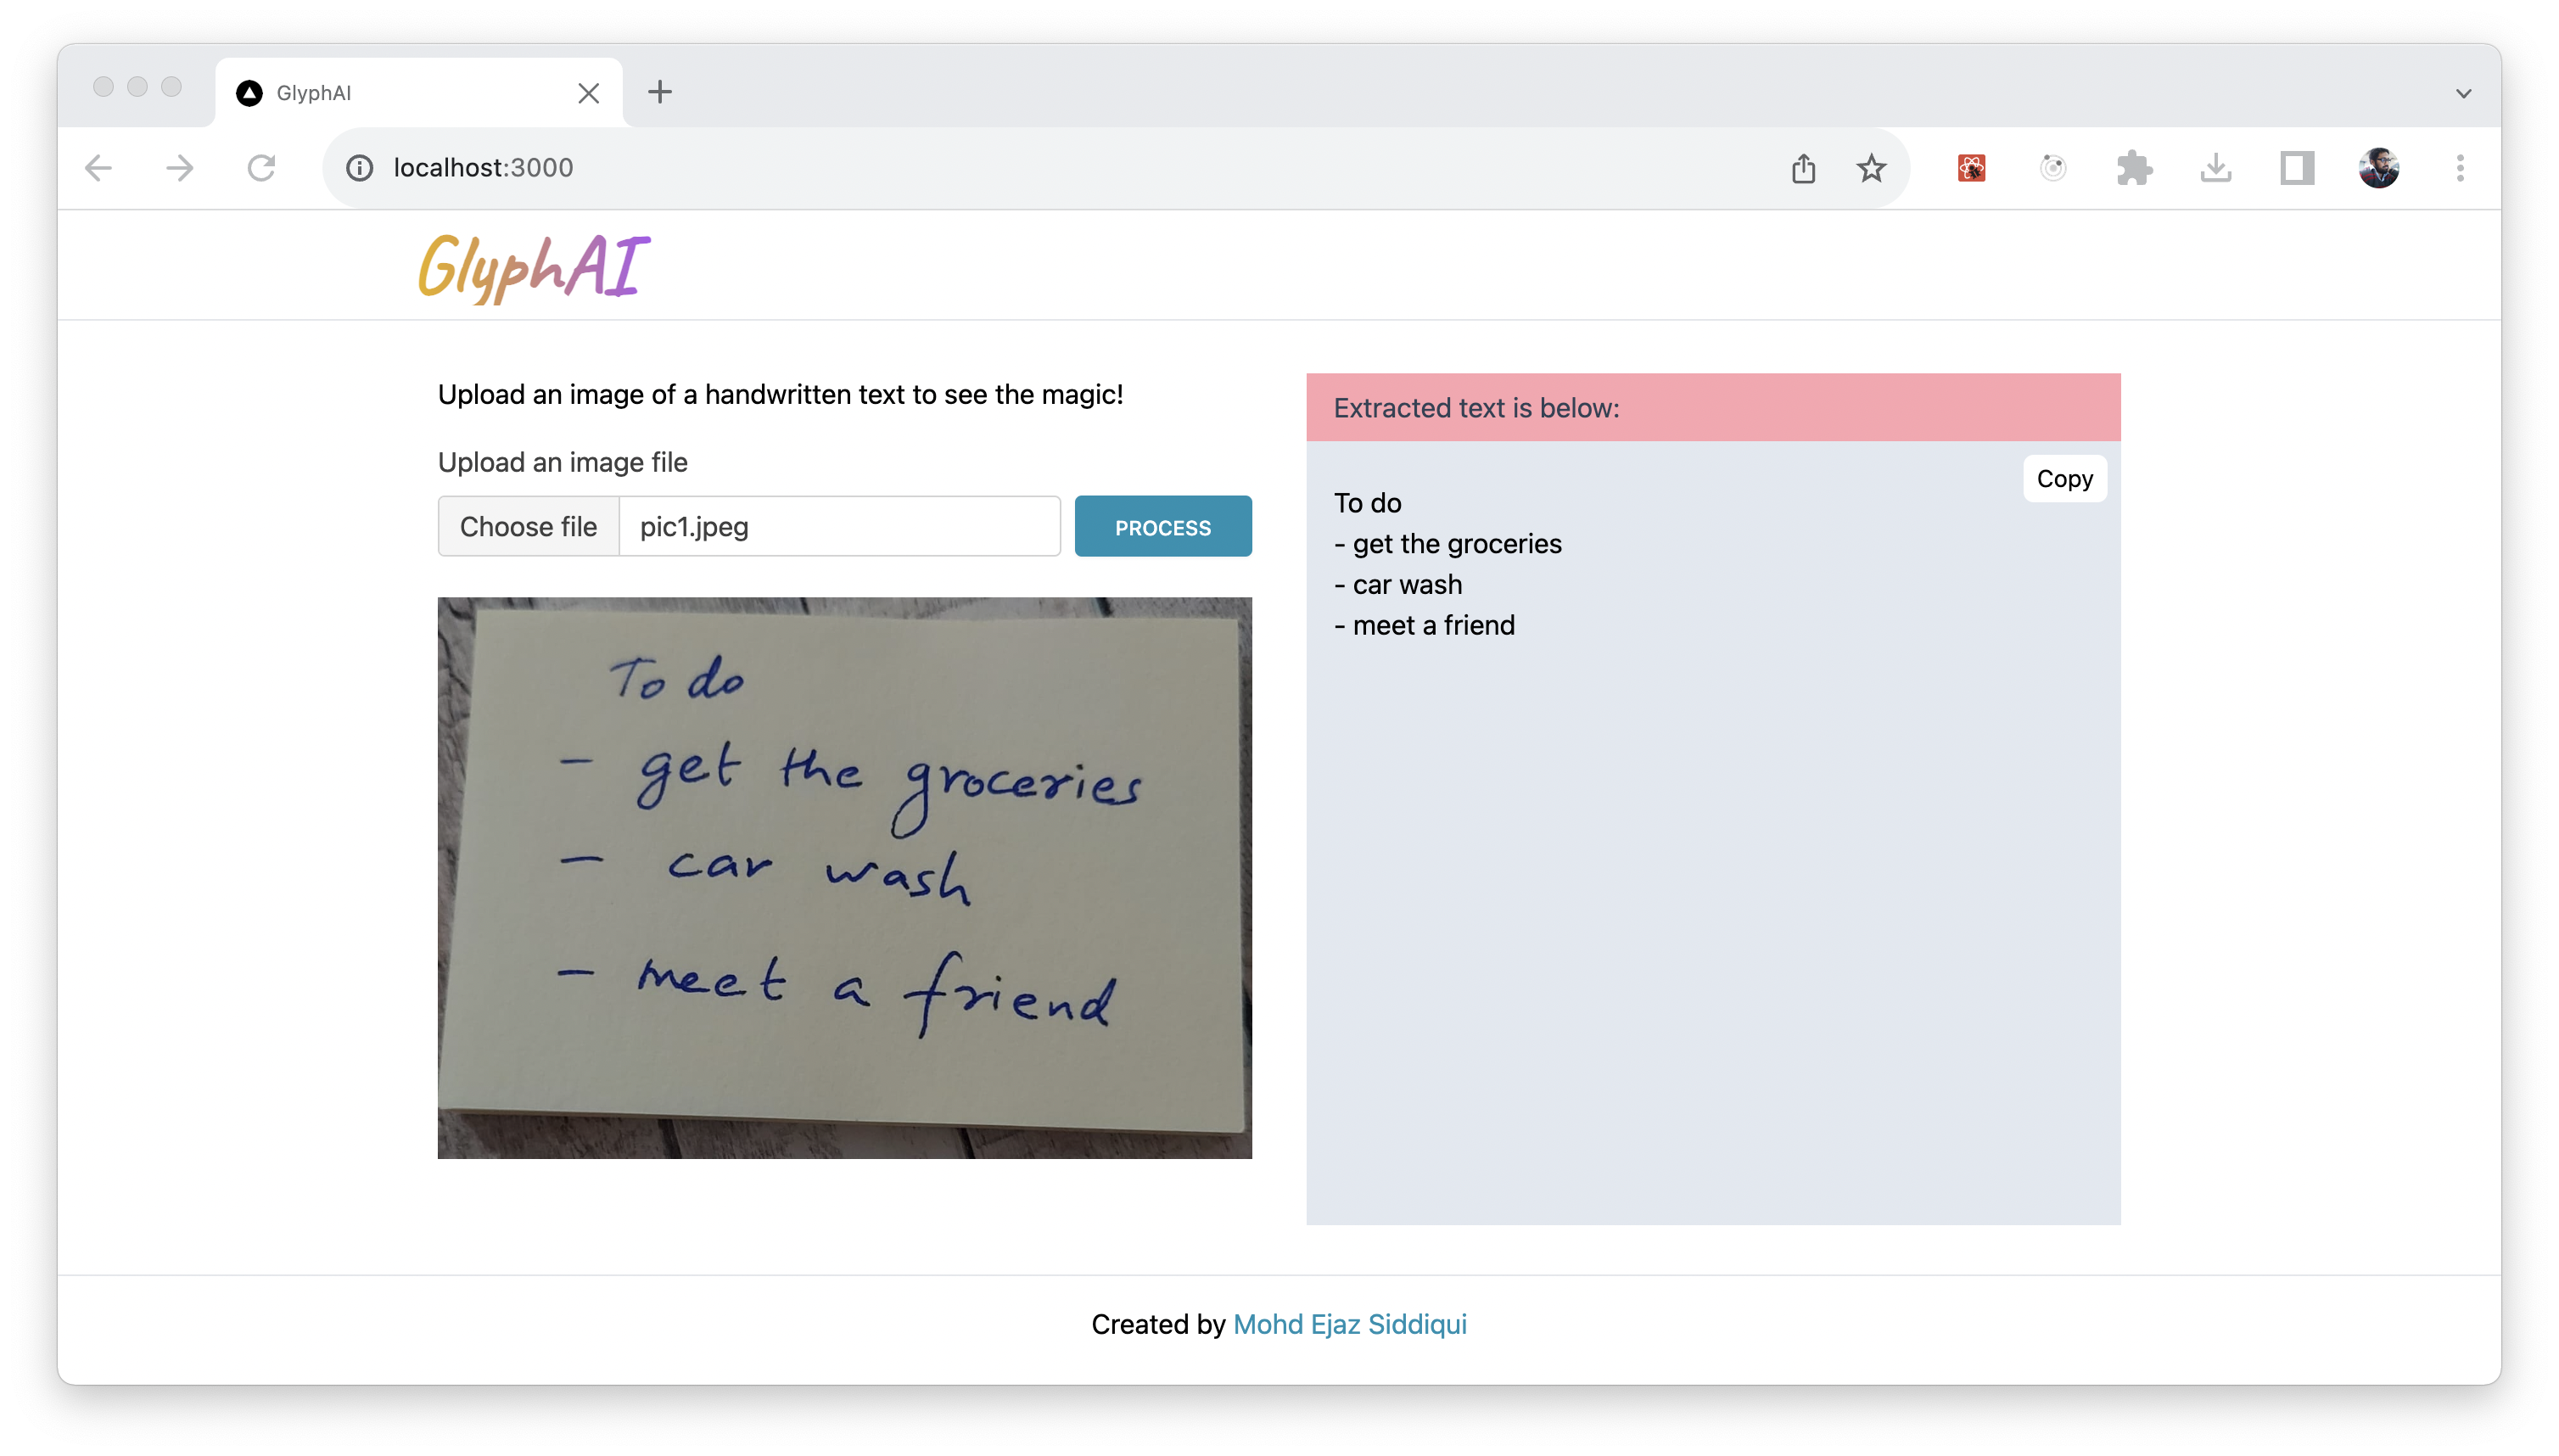 GlyphAI
localhost:3000
GlyphAI
Upload an image of a handwritten text to see the magic!
Upload an image file
Choose file pic1.jpeg PROCESS
To do
- get the groceries
- car wash
- meet a friend
Extracted text is below:
Copy
To do
- get the groceries
- car wash
- meet a friend
Created by Mohd Ejaz Siddiqui